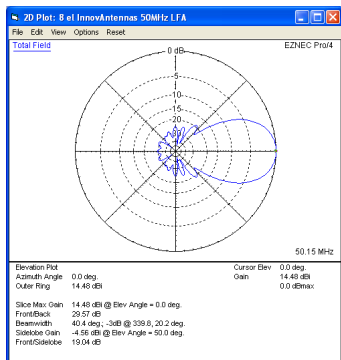 2D Plot: 8 el InnovAntennas 50MHz LFA
File Edit View Options Reset
Total Field
EZNEC Pro/4
0 dB
-5
-10
-15
-20
50.15 MHz
Elevation Plot
Azimuth Angle 0.0 deg.
Outer Ring 14.48 dBi
Cursor Elev 0.0 deg.
Gain 14.48 dBi
0.0 dBmax
Slice Max Gain 14.48 dBi @ Elev Angle = 0.0 deg.
Front/Back 29.57 dB
Beamwidth 40.4 deg.; -3dB @ 339.8, 20.2 deg.
Sidelobe Gain -4.56 dBi @ Elev Angle = 50.0 deg.
Front/Sidelobe 19.04 dB